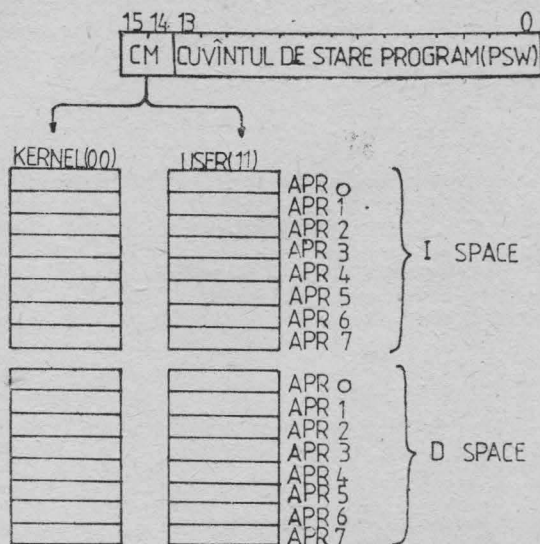 15 14 13 0
CM CUVÎNTUL DE STARE PROGRAM(PSW)
KERNEL(00) USER(11)
APR 0
APR 1
APR 2
APR 3
APR 4
APR 5
APR 6
APR 7
I SPACE
APR 0
APR 1
APR 2
APR 3
APR 4
APR 5
APR 6
APR 7
D SPACE